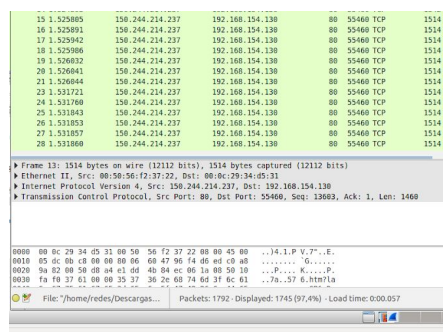 15 1.525805 150.244.214.237 192.168.154.130 80 55460 TCP 1514
16 1.525891 150.244.214.237 192.168.154.130 80 55460 TCP 1514
17 1.525942 150.244.214.237 192.168.154.130 80 55460 TCP 1514
18 1.525986 150.244.214.237 192.168.154.130 80 55460 TCP 1514
19 1.526032 150.244.214.237 192.168.154.130 80 55460 TCP 1514
20 1.526041 150.244.214.237 192.168.154.130 80 55460 TCP 1514
21 1.526044 150.244.214.237 192.168.154.130 80 55460 TCP 1514
23 1.531721 150.244.214.237 192.168.154.130 80 55460 TCP 1514
24 1.531760 150.244.214.237 192.168.154.130 80 55460 TCP 1514
25 1.531843 150.244.214.237 192.168.154.130 80 55460 TCP 1514
26 1.531853 150.244.214.237 192.168.154.130 80 55460 TCP 1514
27 1.531857 150.244.214.237 192.168.154.130 80 55460 TCP 1514
28 1.531860 150.244.214.237 192.168.154.130 80 55460 TCP 1514
Frame 13: 1514 bytes on wire (12112 bits), 1514 bytes captured (12112 bits)
Ethernet II, Src: 00:50:56:f2:37:22, Dst: 00:0c:29:34:d5:31
Internet Protocol Version 4, Src: 150.244.214.237, Dst: 192.168.154.130
Transmission Control Protocol, Src Port: 80, Dst Port: 55460, Seq: 13603, Ack: 1, Len: 1460
0000 00 0c 29 34 d5 31 00 50 56 f2 37 22 08 00 45 00 ..)4.1.P V.7"..E.
0010 05 dc 0b c8 00 00 80 06 60 47 96 f4 d6 ed c0 a8 ........ `G......
0020 9a 82 00 50 d8 a4 e1 dd 4b 84 ec 06 1a 08 50 10 ...P.... K.....P.
0030 fa f0 37 61 00 00 35 37 36 2e 68 74 6d 3f 6c 61
File: "/home/redes/Descargas... Packets: 1792 · Displayed: 1745 (97,4%) · Load time: 0:00.057